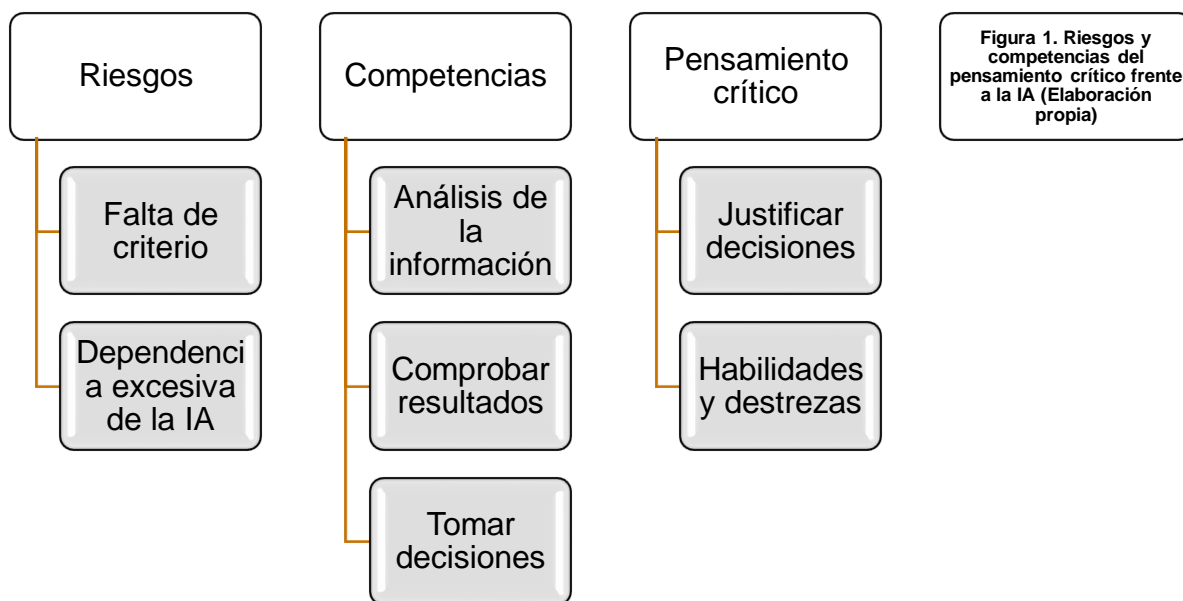 Riesgos
Falta de
criterio
Dependenci
a excesiva
de la IA
Competencias
Análisis de
la
información
Comprobar
resultados
Tomar
decisiones
Pensamiento
crítico
Justificar
decisiones
Habilidades
y destrezas
Figura 1. Riesgos y
competencias del
pensamiento crítico frente
a la IA (Elaboración
propia)